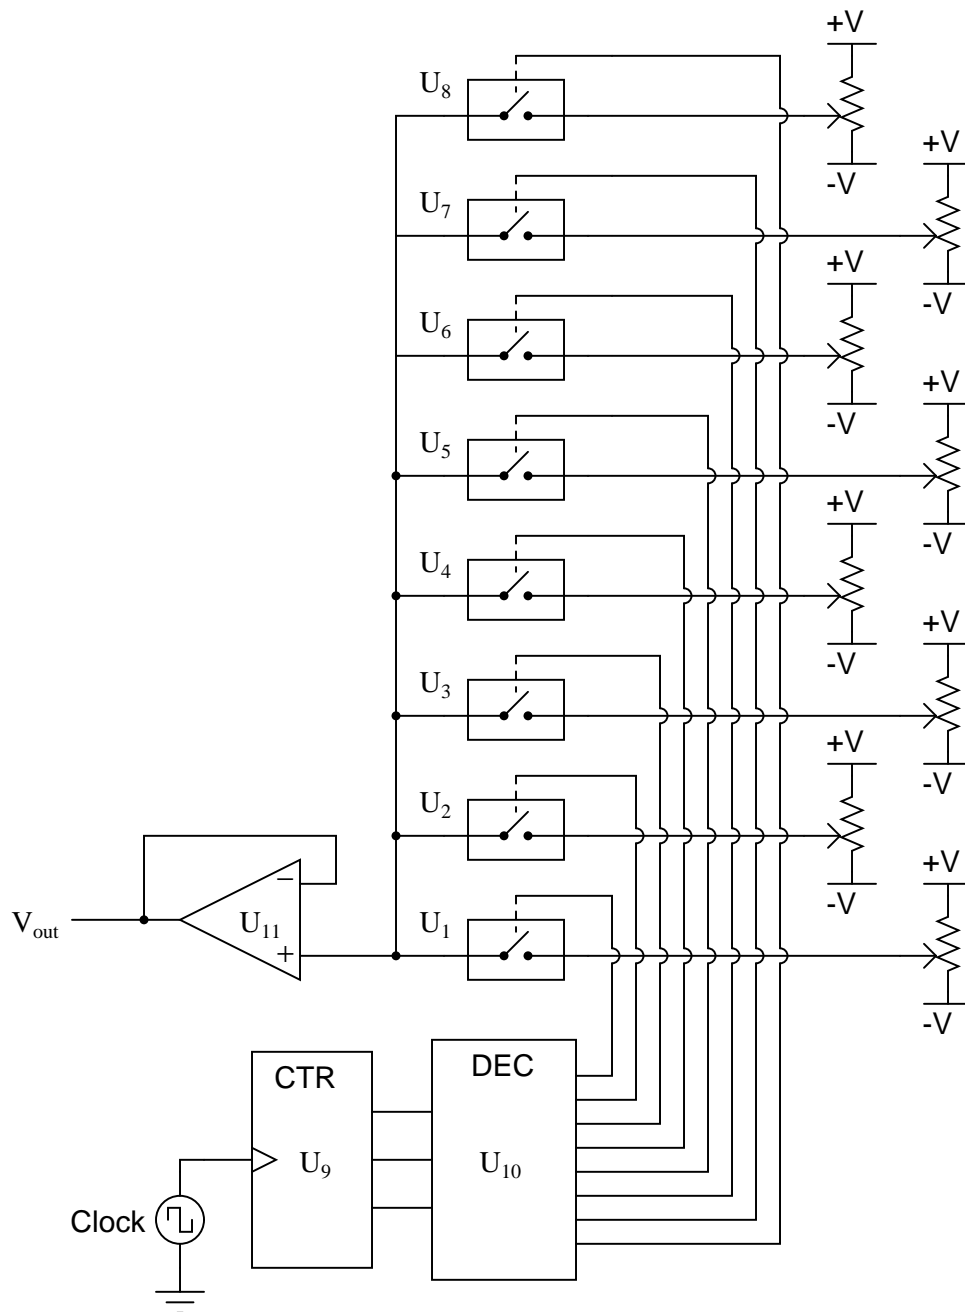 +V
U8
-V
+V
U7
-V
+V
U6
-V
+V
U5
-V
+V
U4
-V
+V
U3
-V
+V
U2
-V
+V
U1
-V
Vout
−
U11
+
CTR
U9
DEC
U10
Clock